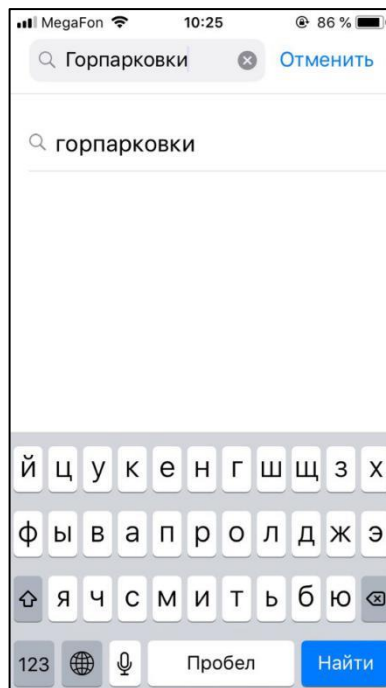 MegaFon 10:25 86 %
Горпарковки Отменить
горпарковки
й ц у к е н г ш щ з х
ф ы в а п р о л д ж э
я ч с м и т ь б ю
123 Пробел Найти